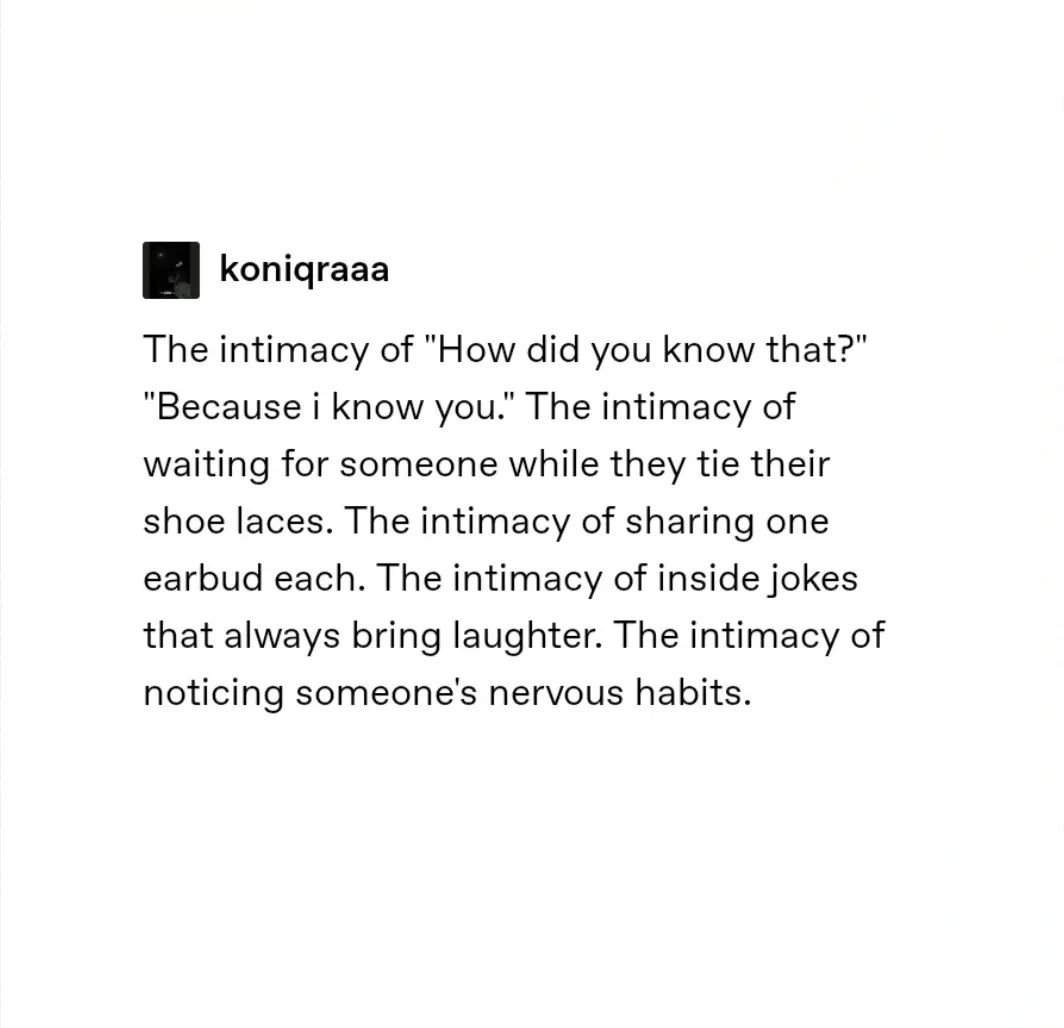 koniqraaa
The intimacy of "How did you know that?"
"Because i know you." The intimacy of
waiting for someone while they tie their
shoe laces. The intimacy of sharing one
earbud each. The intimacy of inside jokes
that always bring laughter. The intimacy of
noticing someone's nervous habits.